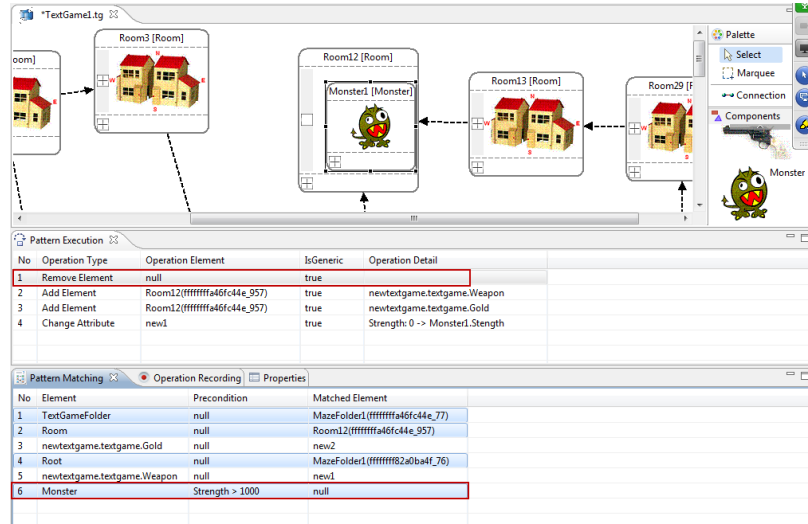 *TextGame1.tg
Palette
Select
Marquee
Connection
Components
Monster
oom]
Room3 [Room]
N
W
E
S
Room12 [Room]
Monster1 [Monster]
Room13 [Room]
N
W
E
S
Room29 [R
W
Pattern Execution
No Operation Type Operation Element IsGeneric Operation Detail
1 Remove Element null true
2 Add Element Room12(ffffffffa46fc44e_957) true newtextgame.textgame.Weapon
3 Add Element Room12(ffffffffa46fc44e_957) true newtextgame.textgame.Gold
4 Change Attribute new1 true Strength: 0 -> Monster1.Stength
Pattern Matching Operation Recording Properties
No Element Precondition Matched Element
1 TextGameFolder null MazeFolder1(ffffffffa46fc44e_77)
2 Room null Room12(ffffffffa46fc44e_957)
3 newtextgame.textgame.Gold null new2
4 Root null MazeFolder1(ffffffff82a0ba4f_76)
5 newtextgame.textgame.Weapon null new1
6 Monster Strength > 1000 null